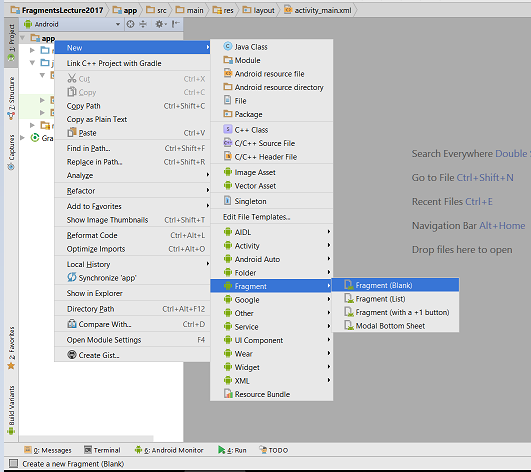 FragmentsLecture2017 app src main res layout activity_main.xml
Android
1: Project
Z: Structure
Captures
2: Favorites
Build Variants
app
Gra
New
Link C++ Project with Gradle
Cut Ctrl+X
Copy Ctrl+C
Copy Path Ctrl+Shift+C
Copy as Plain Text
Paste Ctrl+V
Find in Path... Ctrl+Shift+F
Replace in Path... Ctrl+Shift+R
Analyze
Refactor
Add to Favorites
Show Image Thumbnails Ctrl+Shift+T
Reformat Code Ctrl+Alt+L
Optimize Imports Ctrl+Alt+O
Local History
Synchronize 'app'
Show in Explorer
Directory Path Ctrl+Alt+F12
Compare With... Ctrl+D
Open Module Settings F4
Create Gist...
Java Class
Module
Android resource file
Android resource directory
File
Package
C++ Class
C/C++ Source File
C/C++ Header File
Image Asset
Vector Asset
Singleton
Edit File Templates...
AIDL
Activity
Android Auto
Folder
Fragment
Google
Other
Service
UI Component
Wear
Widget
XML
Resource Bundle
Fragment (Blank)
Fragment (List)
Fragment (with a +1 button)
Modal Bottom Sheet
Search Everywhere Double S
Go to File Ctrl+Shift+N
Recent Files Ctrl+E
Navigation Bar Alt+Home
Drop files here to open
0: Messages Terminal 6: Android Monitor 4: Run TODO
Create a new Fragment (Blank)